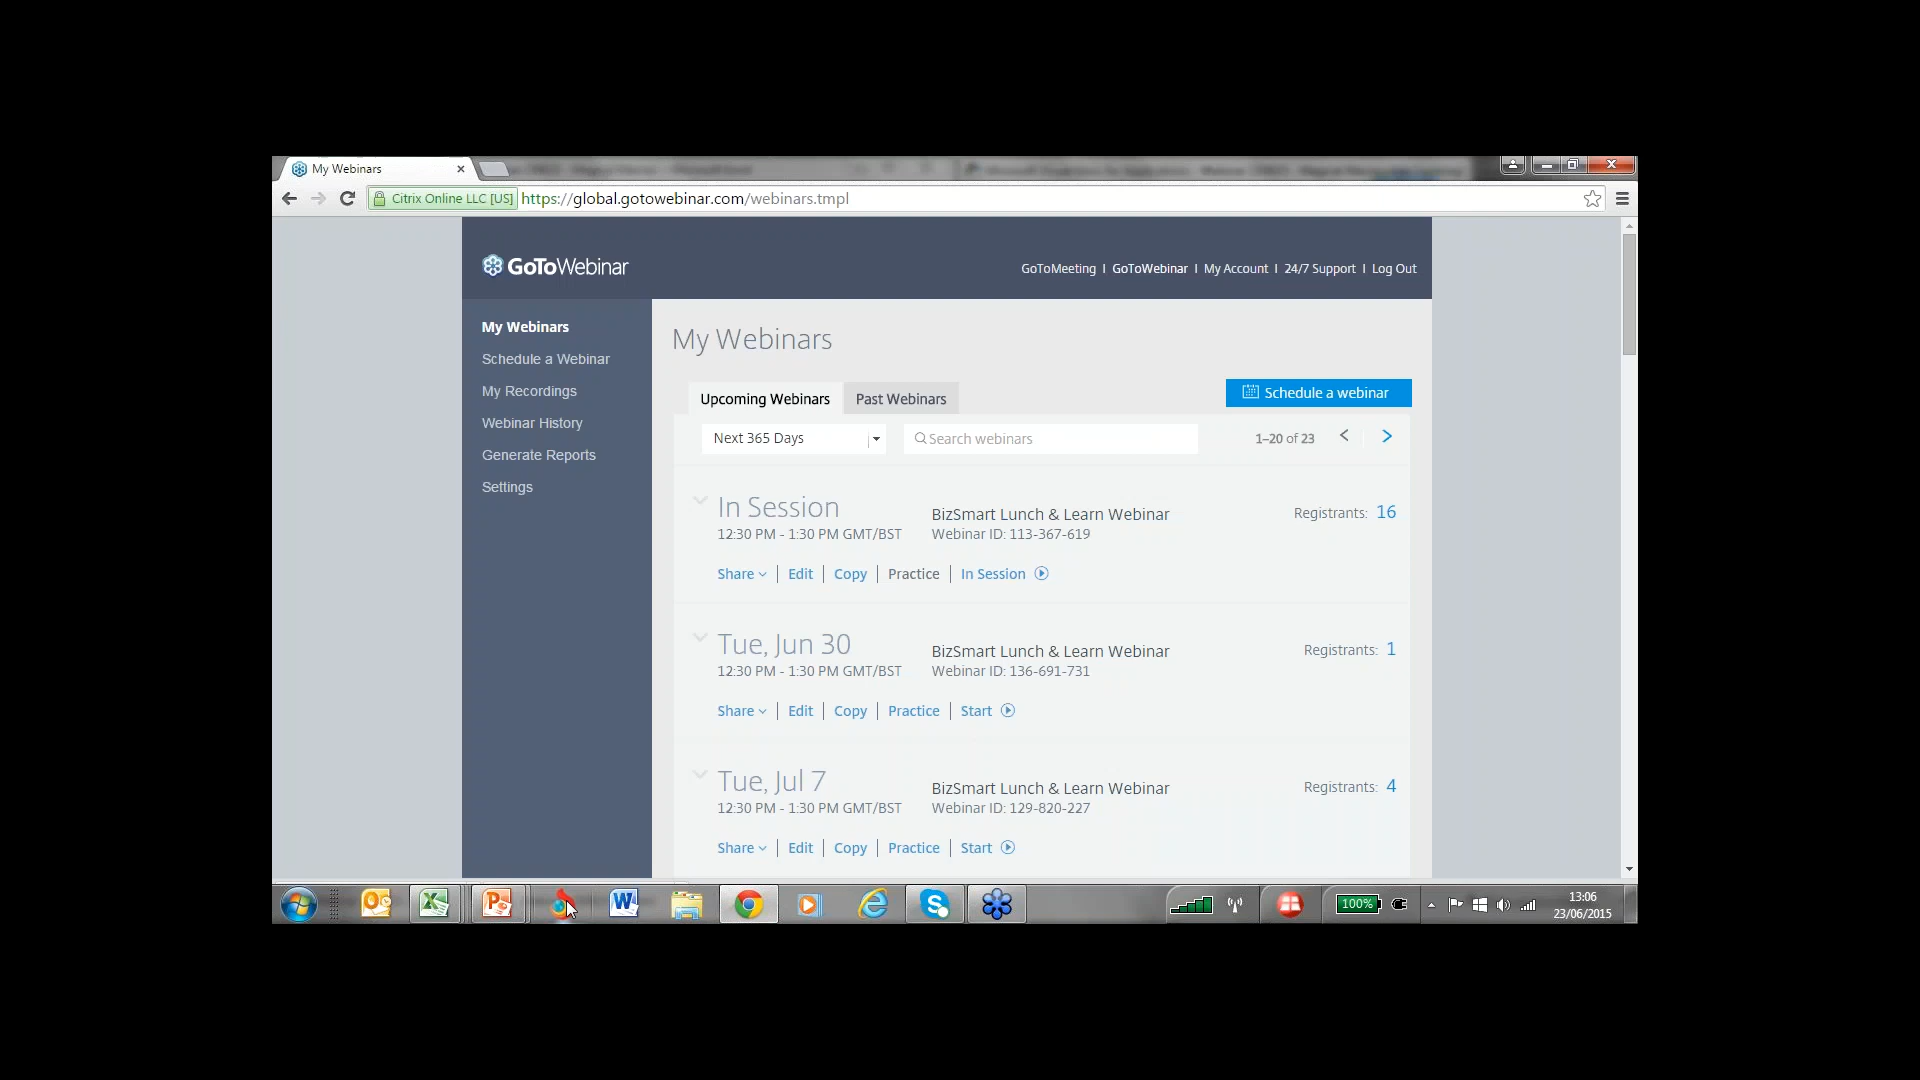 My Webinars
Citrix Online LLC [US] https://global.gotowebinar.com/webinars.tmpl
GoToWebinar
GoToMeeting | GoToWebinar | My Account | 24/7 Support | Log Out
My Webinars
Schedule a Webinar
My Recordings
Webinar History
Generate Reports
Settings
My Webinars
Upcoming Webinars Past Webinars Schedule a webinar
Next 365 Days Search webinars 1–20 of 23
In Session BizSmart Lunch & Learn Webinar Registrants: 16
12:30 PM - 1:30 PM GMT/BST Webinar ID: 113-367-619
Share | Edit | Copy | Practice | In Session
Tue, Jun 30 BizSmart Lunch & Learn Webinar Registrants: 1
12:30 PM - 1:30 PM GMT/BST Webinar ID: 136-691-731
Share | Edit | Copy | Practice | Start
Tue, Jul 7 BizSmart Lunch & Learn Webinar Registrants: 4
12:30 PM - 1:30 PM GMT/BST Webinar ID: 129-820-227
Share | Edit | Copy | Practice | Start
100%
13:06
23/06/2015